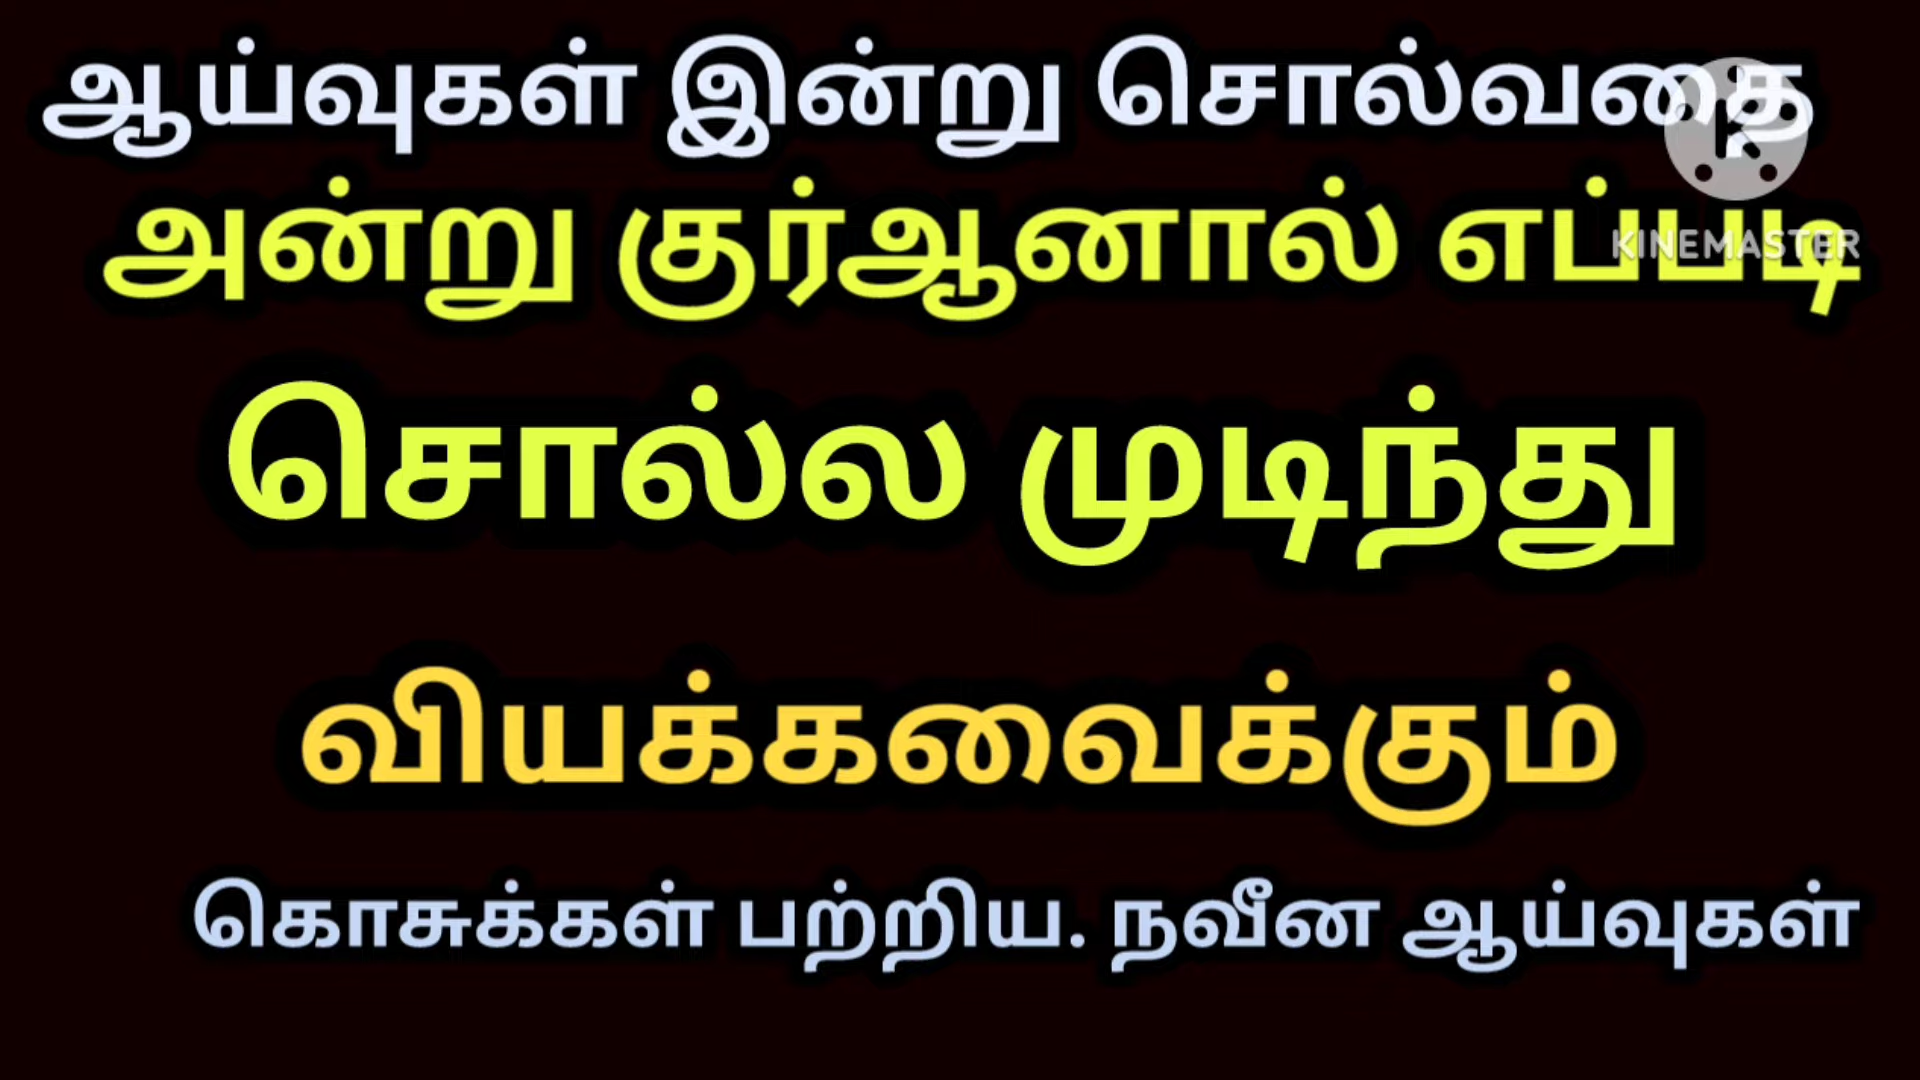 ஆய்வுகள் இன்று சொல்வதை
அன்று குர்ஆனால் எப்படி
KINEMASTER
சொல்ல முடிந்து
வியக்கவைக்கும்
கொசுக்கள் பற்றிய. நவீன ஆய்வுகள்